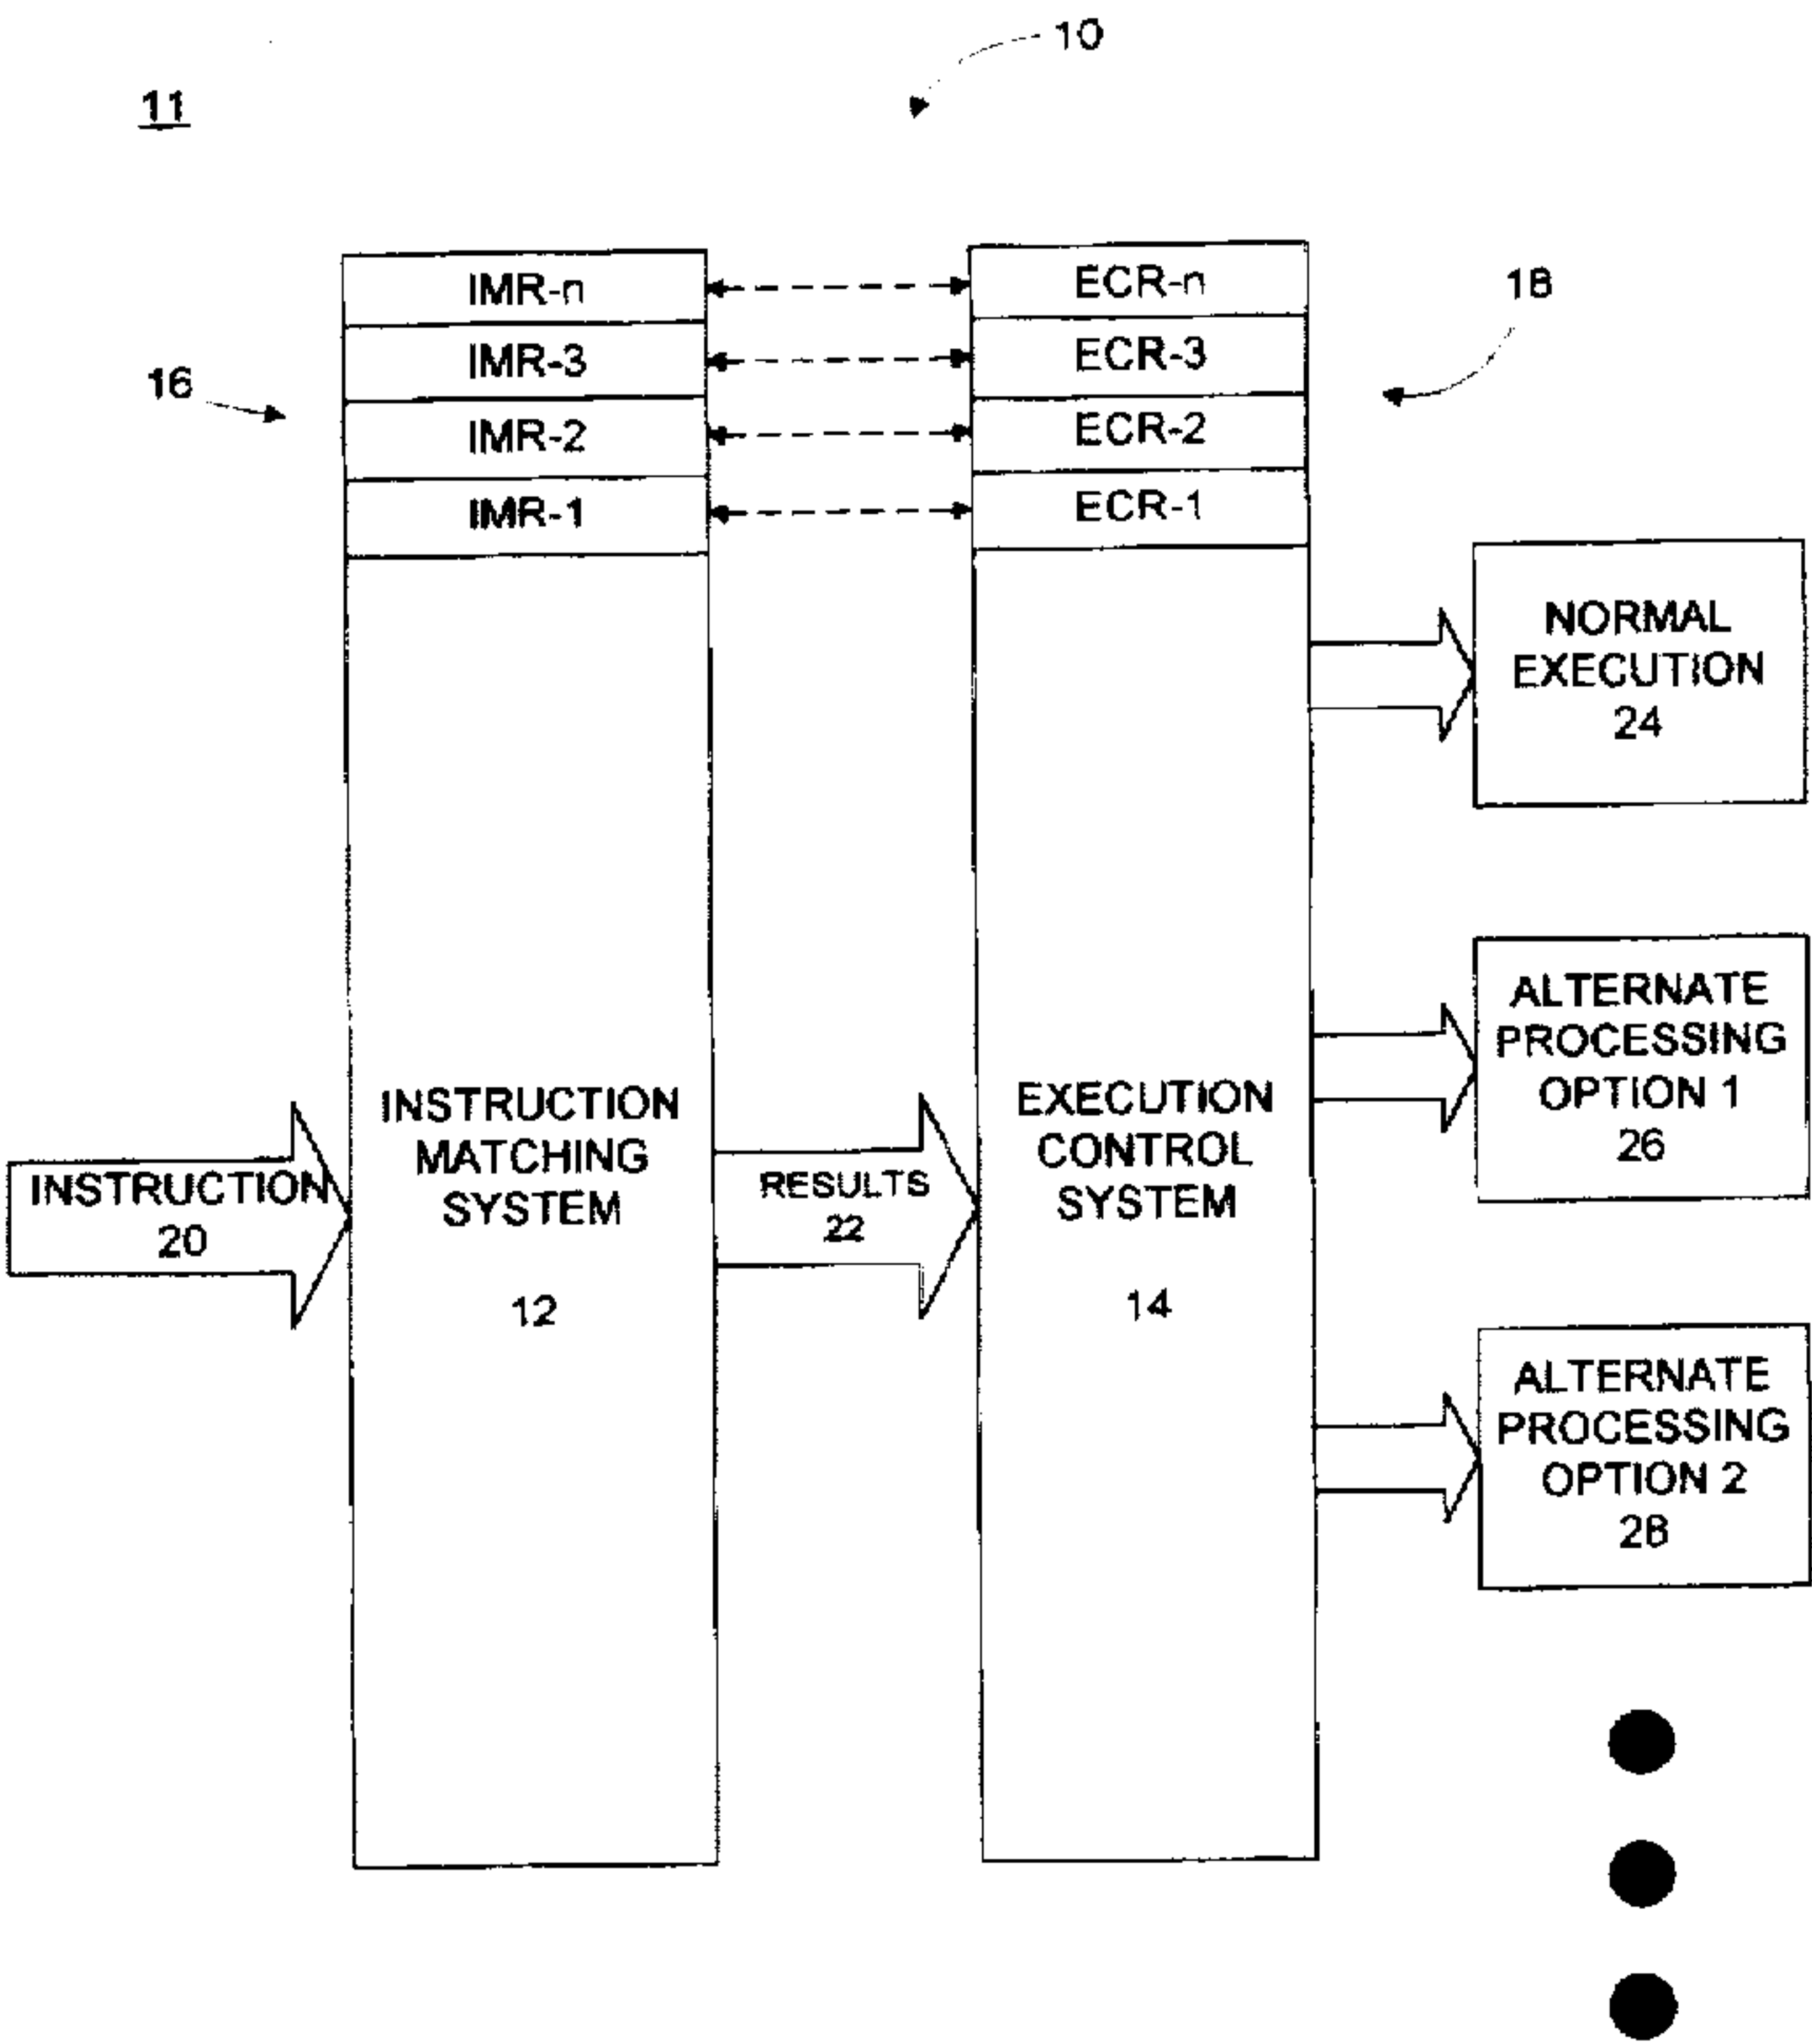 10
11
IMR-n
ECR-n
18
IMR-3
ECR-3
16
IMR-2
ECR-2
IMR-1
ECR-1
NORMAL
EXECUTION
24
ALTERNATE
PROCESSING
OPTION 1
26
INSTRUCTION
20
INSTRUCTION
MATCHING
SYSTEM
12
RESULTS
22
EXECUTION
CONTROL
SYSTEM
14
ALTERNATE
PROCESSING
OPTION 2
28